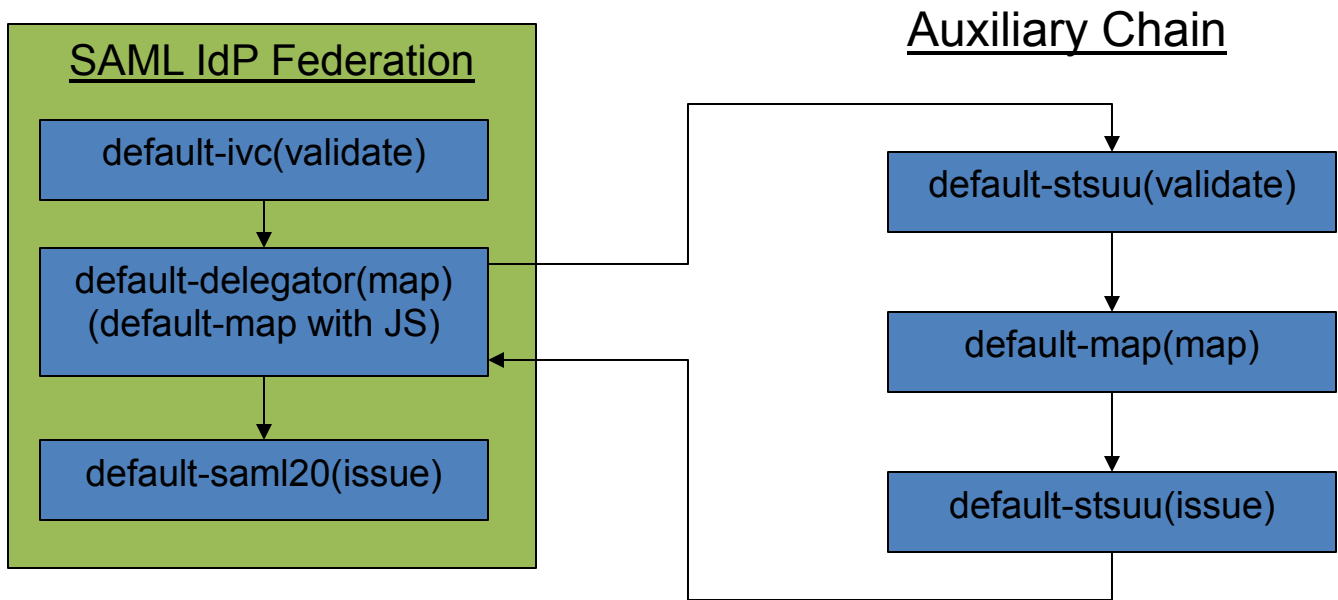 SAML IdP Federation
default-ivc(validate)
default-delegator(map)
(default-map with JS)
default-saml20(issue)
Auxiliary Chain
default-stsuu(validate)
default-map(map)
default-stsuu(issue)